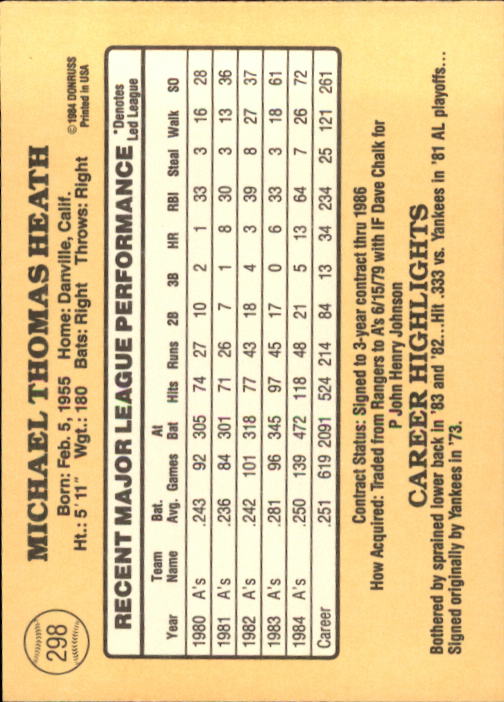 298
MICHAEL THOMAS HEATH
Born: Feb. 5, 1955 Home: Danville, Calif.
Ht.: 5' 11" Wgt.: 180 Bats: Right Throws: Right
© 1984 DONRUSS
Printed in USA
RECENT MAJOR LEAGUE PERFORMANCE
*Denotes
Led League
Year Team Name Bat. Avg. Games At Bat Hits Runs 2B 3B HR RBI Steal Walk SO
1980 A's .243 92 305 74 27 10 2 1 33 3 16 28
1981 A's .236 84 301 71 26 7 1 8 30 3 13 36
1982 A's .242 101 318 77 43 18 4 3 39 8 27 37
1983 A's .281 96 345 97 45 17 0 6 33 3 18 61
1984 A's .250 139 472 118 48 21 5 13 64 7 26 72
Career .251 619 2091 524 214 84 13 34 234 25 121 261
Contract Status: Signed to 3-year contract thru 1986
How Acquired: Traded from Rangers to A's 6/15/79 with IF Dave Chalk for
P John Henry Johnson
CAREER HIGHLIGHTS
Bothered by sprained lower back in '83 and '82...Hit .333 vs. Yankees in '81 AL playoffs...
Signed originally by Yankees in '73.